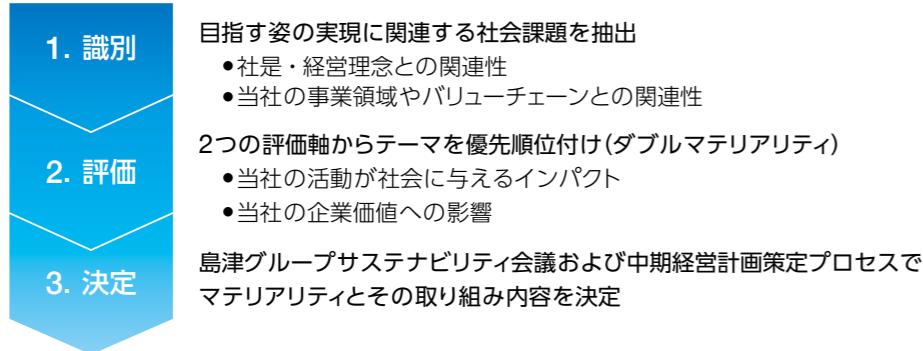 1. 識別
目指す姿の実現に関連する社会課題を抽出
●社是・経営理念との関連性
●当社の事業領域やバリューチェーンとの関連性
2. 評価
2つの評価軸からテーマを優先順位付け(ダブルマテリアリティ)
●当社の活動が社会に与えるインパクト
●当社の企業価値への影響
3. 決定
島津グループサステナビリティ会議および中期経営計画策定プロセスで
マテリアリティとその取り組み内容を決定